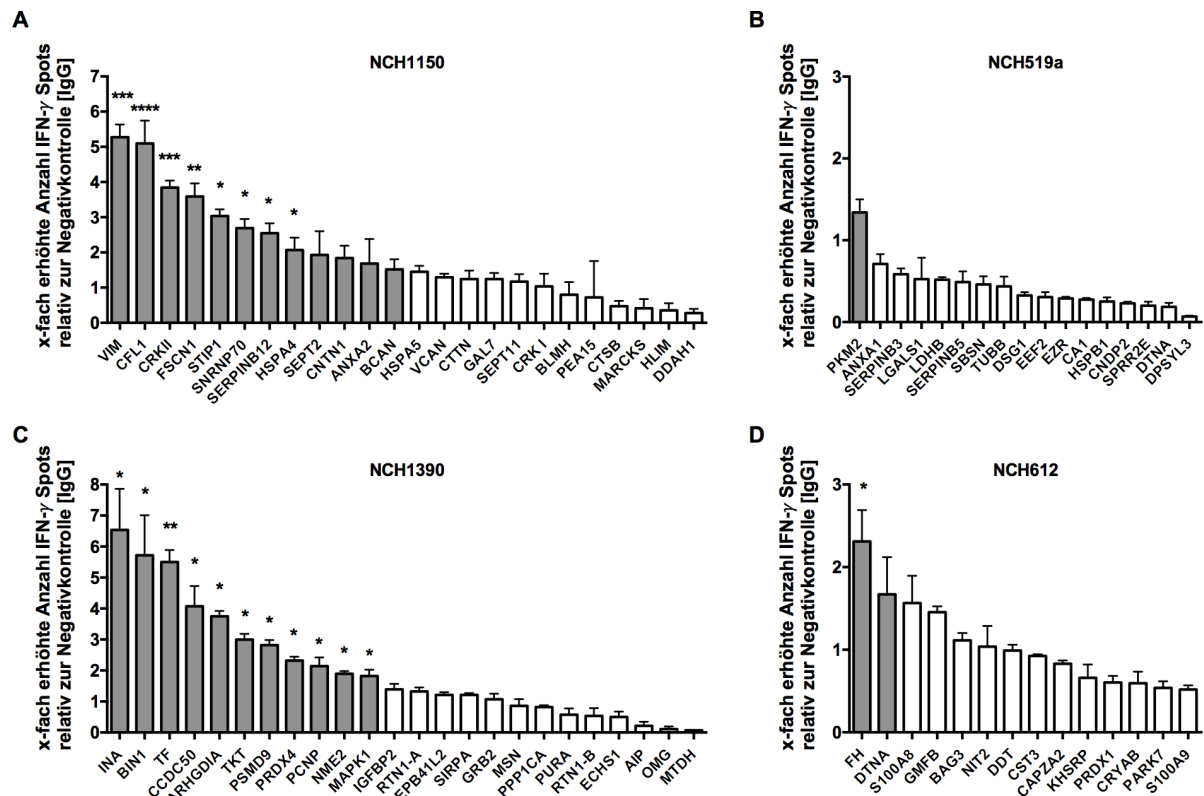 A
NCH1150
x-fach erhöhte Anzahl IFN-γ Spots
relativ zur Negativkontrolle [IgG]
7
6
5
4
3
2
1
0
*** **** *** ** * * * *
VIM CFL1 CRKII FSCN1 STIP1 SNRNP70 SERPINB12 HSPA4 SEPT2 CNTN1 ANXA2 BCAN HSPA5 VCAN CTTN GAL7 SEPT11 CRK I BLMH PEA15 CTSB MARCKS HLIM DDAH1
B
NCH519a
x-fach erhöhte Anzahl IFN-γ Spots
relativ zur Negativkontrolle [IgG]
3
2
1
0
PKM2 ANXA1 SERPINB3 LGALS1 LDHB SERPINB5 SBSN TUBB DSG1 EEF2 EZR CA1 HSPB1 CNDP2 SPRR2E DTNA DPSYL3
C
NCH1390
x-fach erhöhte Anzahl IFN-γ Spots
relativ zur Negativkontrolle [IgG]
8
7
6
5
4
3
2
1
0
* * ** * * * * * * * *
INA BIN1 TF CCDC50 ARHGDIA TKT PSMD9 PRDX4 PCNP NME2 MAPK1 IGFBP2 RTN1-A EPB41L2 SIRPA GRB2 MSN PPP1CA PURA RTN1-B ECHS1 AIP OMG MTDH
D
NCH612
x-fach erhöhte Anzahl IFN-γ Spots
relativ zur Negativkontrolle [IgG]
3
2
1
0
*
FH DTNA S100A8 GMFB BAG3 NIT2 DDT CST3 CAPZA2 KHSRP PRDX1 CRYAB PARK7 S100A9